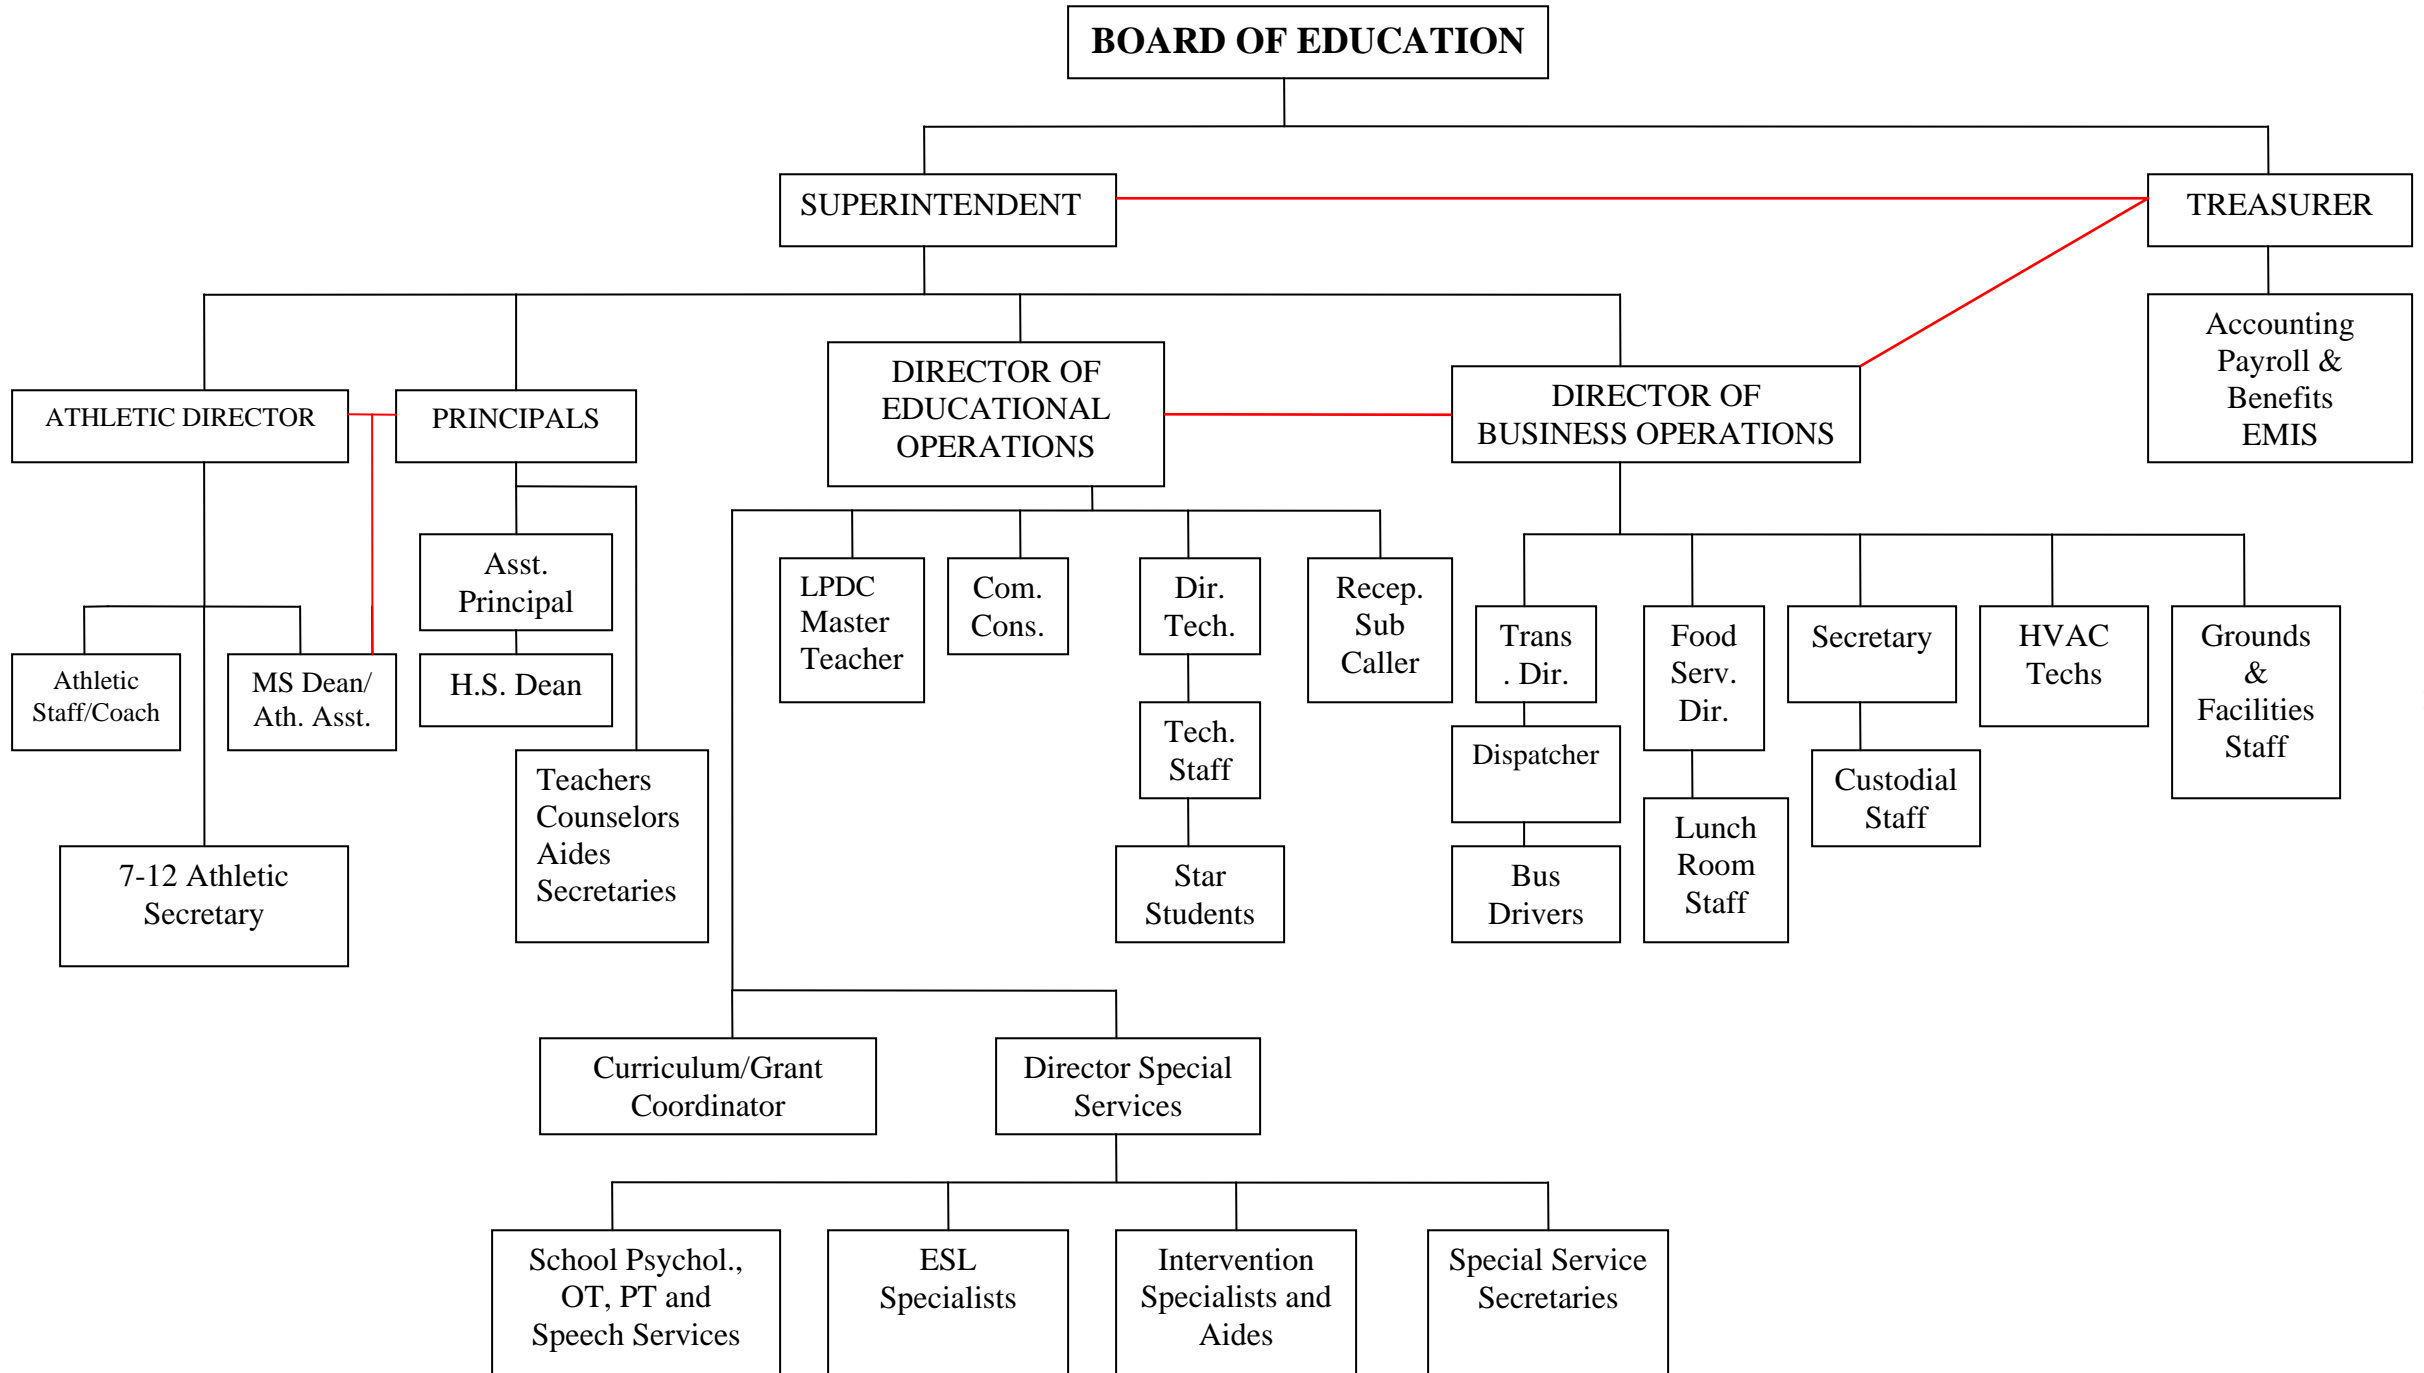 BOARD OF EDUCATION
SUPERINTENDENT
TREASURER
Accounting
Payroll &
Benefits
EMIS
ATHLETIC DIRECTOR
PRINCIPALS
DIRECTOR OF
EDUCATIONAL
OPERATIONS
DIRECTOR OF
BUSINESS OPERATIONS
Asst.
Principal
H.S. Dean
Athletic
Staff/Coach
MS Dean/
Ath. Asst.
7-12 Athletic
Secretary
Teachers
Counselors
Aides
Secretaries
LPDC
Master
Teacher
Com.
Cons.
Dir.
Tech.
Tech.
Staff
Star
Students
Recep.
Sub
Caller
Trans
. Dir.
Dispatcher
Bus
Drivers
Food
Serv.
Dir.
Lunch
Room
Staff
Secretary
Custodial
Staff
HVAC
Techs
Grounds
&
Facilities
Staff
Curriculum/Grant
Coordinator
Director Special
Services
School Psychol.,
OT, PT and
Speech Services
ESL
Specialists
Intervention
Specialists and
Aides
Special Service
Secretaries